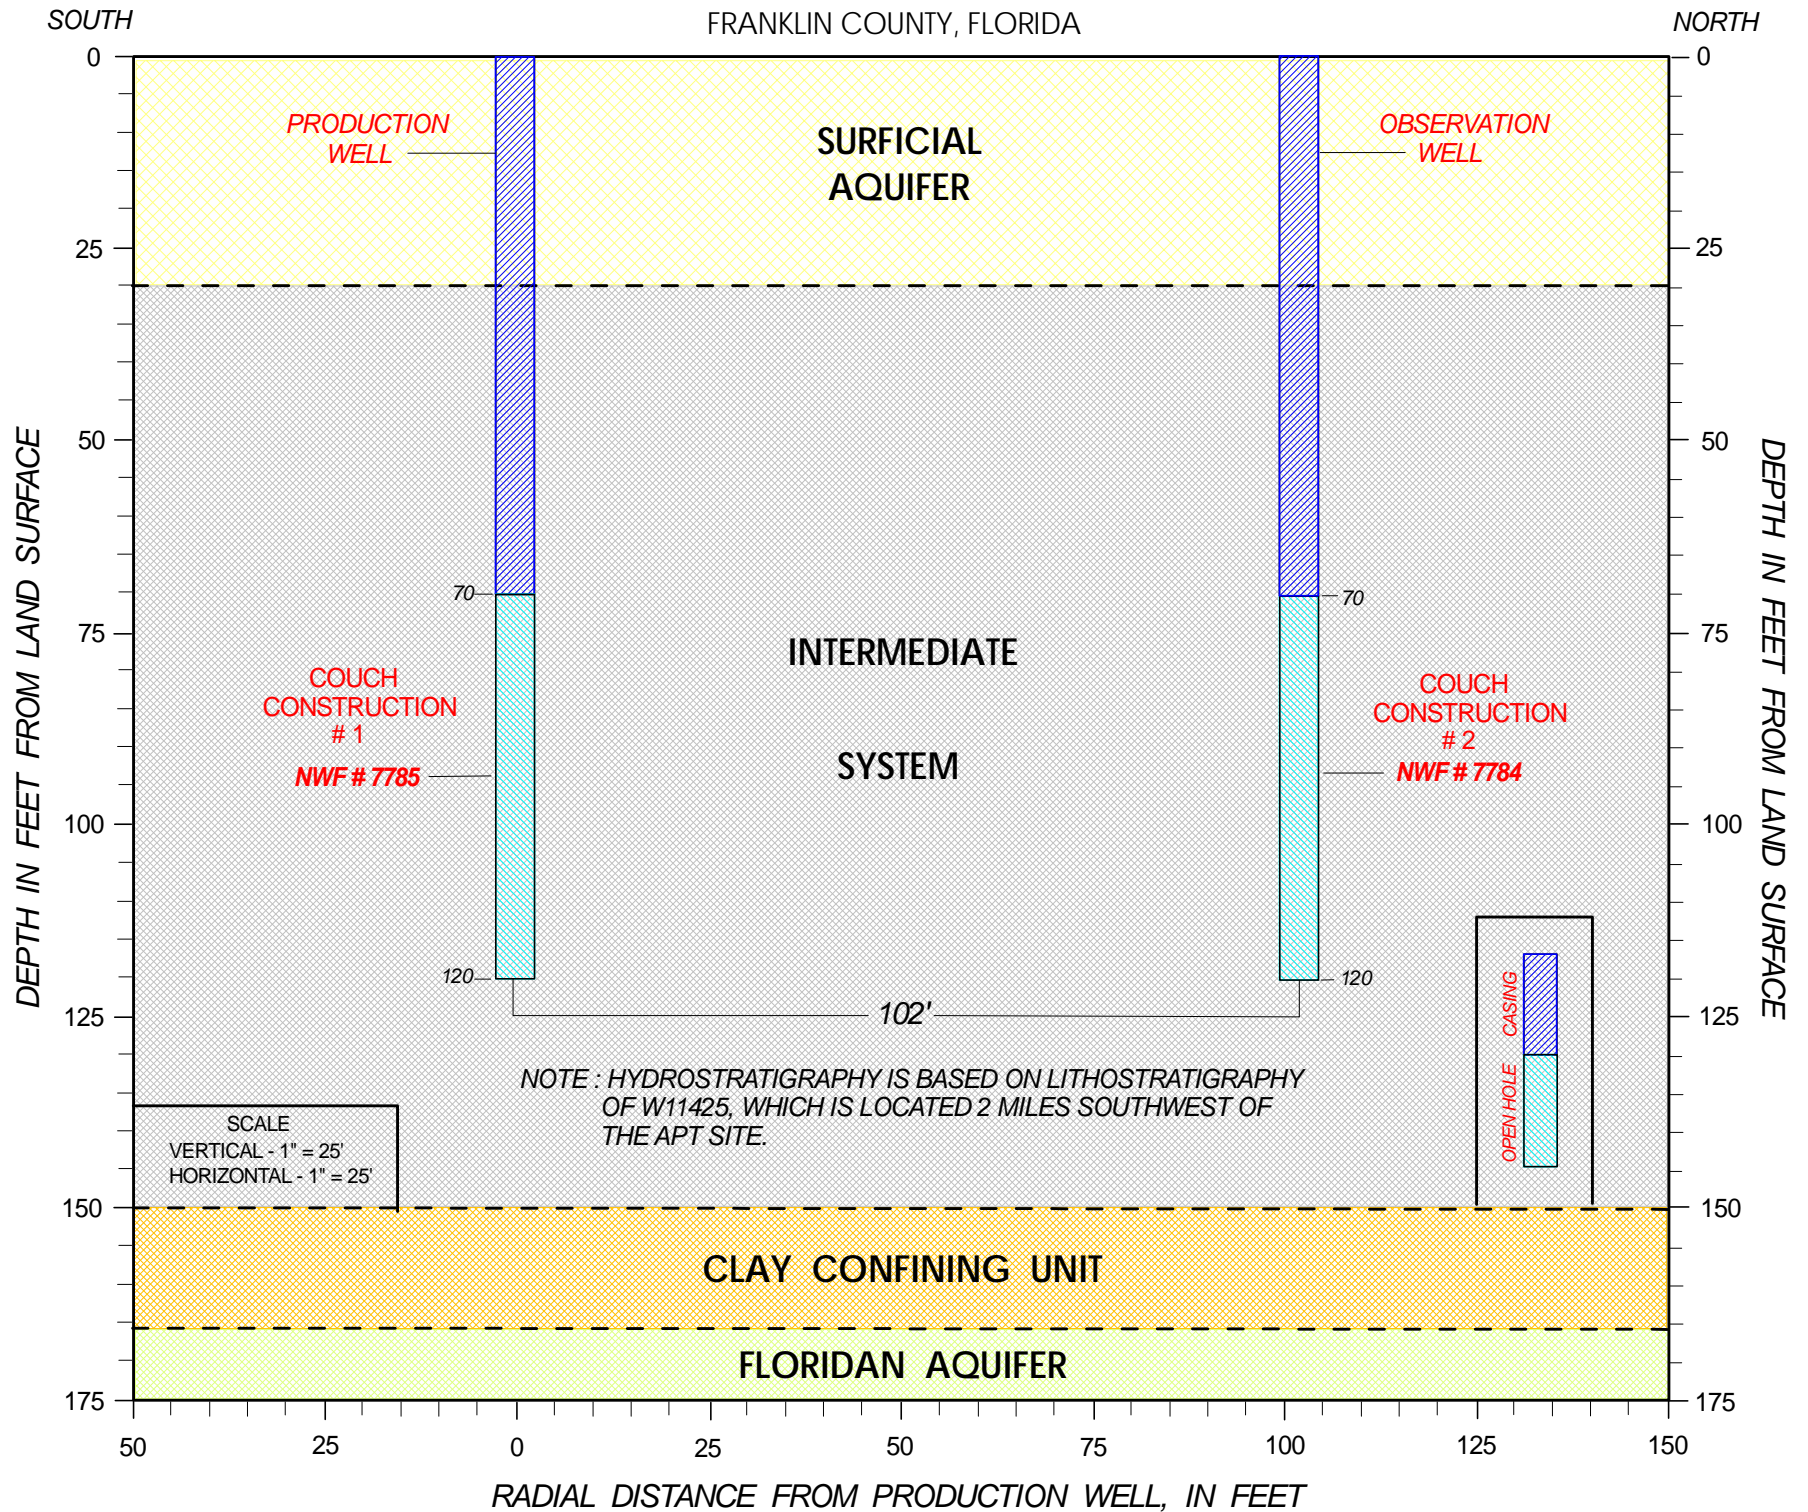 SOUTH
FRANKLIN COUNTY, FLORIDA
NORTH
0
0
PRODUCTION
WELL
SURFICIAL
AQUIFER
OBSERVATION
WELL
25
25
50
50
DEPTH IN FEET FROM LAND SURFACE
DEPTH IN FEET FROM LAND SURFACE
70
70
75
75
INTERMEDIATE
SYSTEM
COUCH
CONSTRUCTION
# 1
NWF # 7785
COUCH
CONSTRUCTION
# 2
NWF # 7784
100
100
120
120
102'
125
125
CASING
OPEN HOLE
NOTE : HYDROSTRATIGRAPHY IS BASED ON LITHOSTRATIGRAPHY
OF W11425, WHICH IS LOCATED 2 MILES SOUTHWEST OF
THE APT SITE.
SCALE
VERTICAL - 1" = 25'
HORIZONTAL - 1" = 25'
150
150
CLAY CONFINING UNIT
FLORIDAN AQUIFER
175
175
50 25 0 25 50 75 100 125 150
RADIAL DISTANCE FROM PRODUCTION WELL, IN FEET